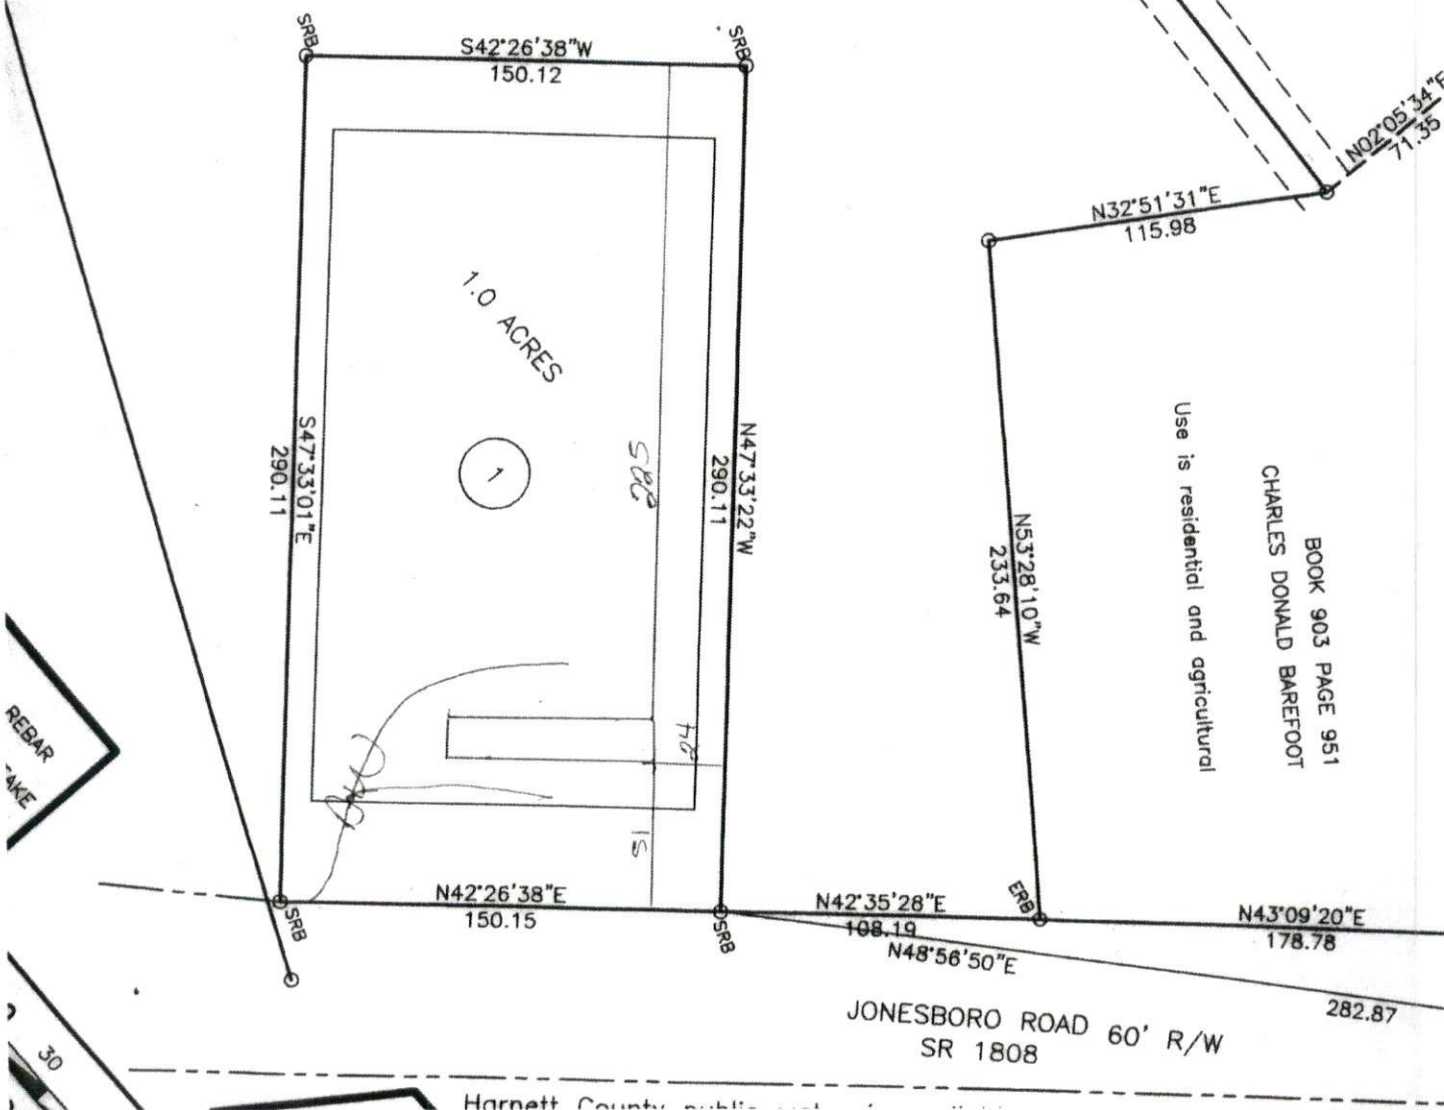 SRB
S42°26'38"W
150.12
SRB
N02°05'34"E
71.35
N32°51'31"E
115.98
1.0 ACRES
1
S47°33'01"E
290.11
N47°33'22"W
290.11
N53°28'10"W
233.64
Use is residential and agricultural
CHARLES DONALD BAREFOOT
BOOK 903 PAGE 951
24
REBAR
N42°26'38"E
150.15
SRB
SRB
ERB
N42°35'28"E
108.19
N48°56'50"E
282.87
N43°09'20"E
178.78
JONESBORO ROAD 60' R/W
SR 1808
30
Harnett County public